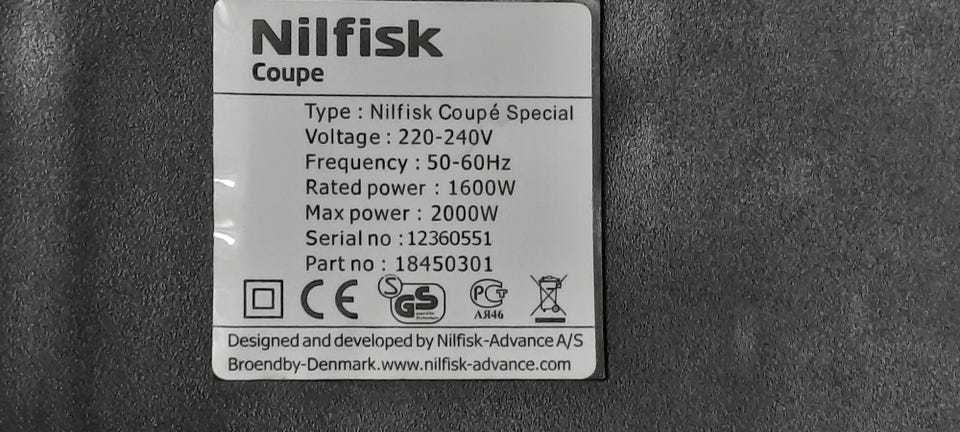 Nilfisk
Coupe
Type : Nilfisk Coupé Special
Voltage : 220-240V
Frequency : 50-60Hz
Rated power : 1600W
Max power : 2000W
Serial no :12360551
Part no : 18450301
CE S GS РСТ
АЯ46
Designed and developed by Nilfisk-Advance A/S
Broendby-Denmark.www.nilfisk-advance.com